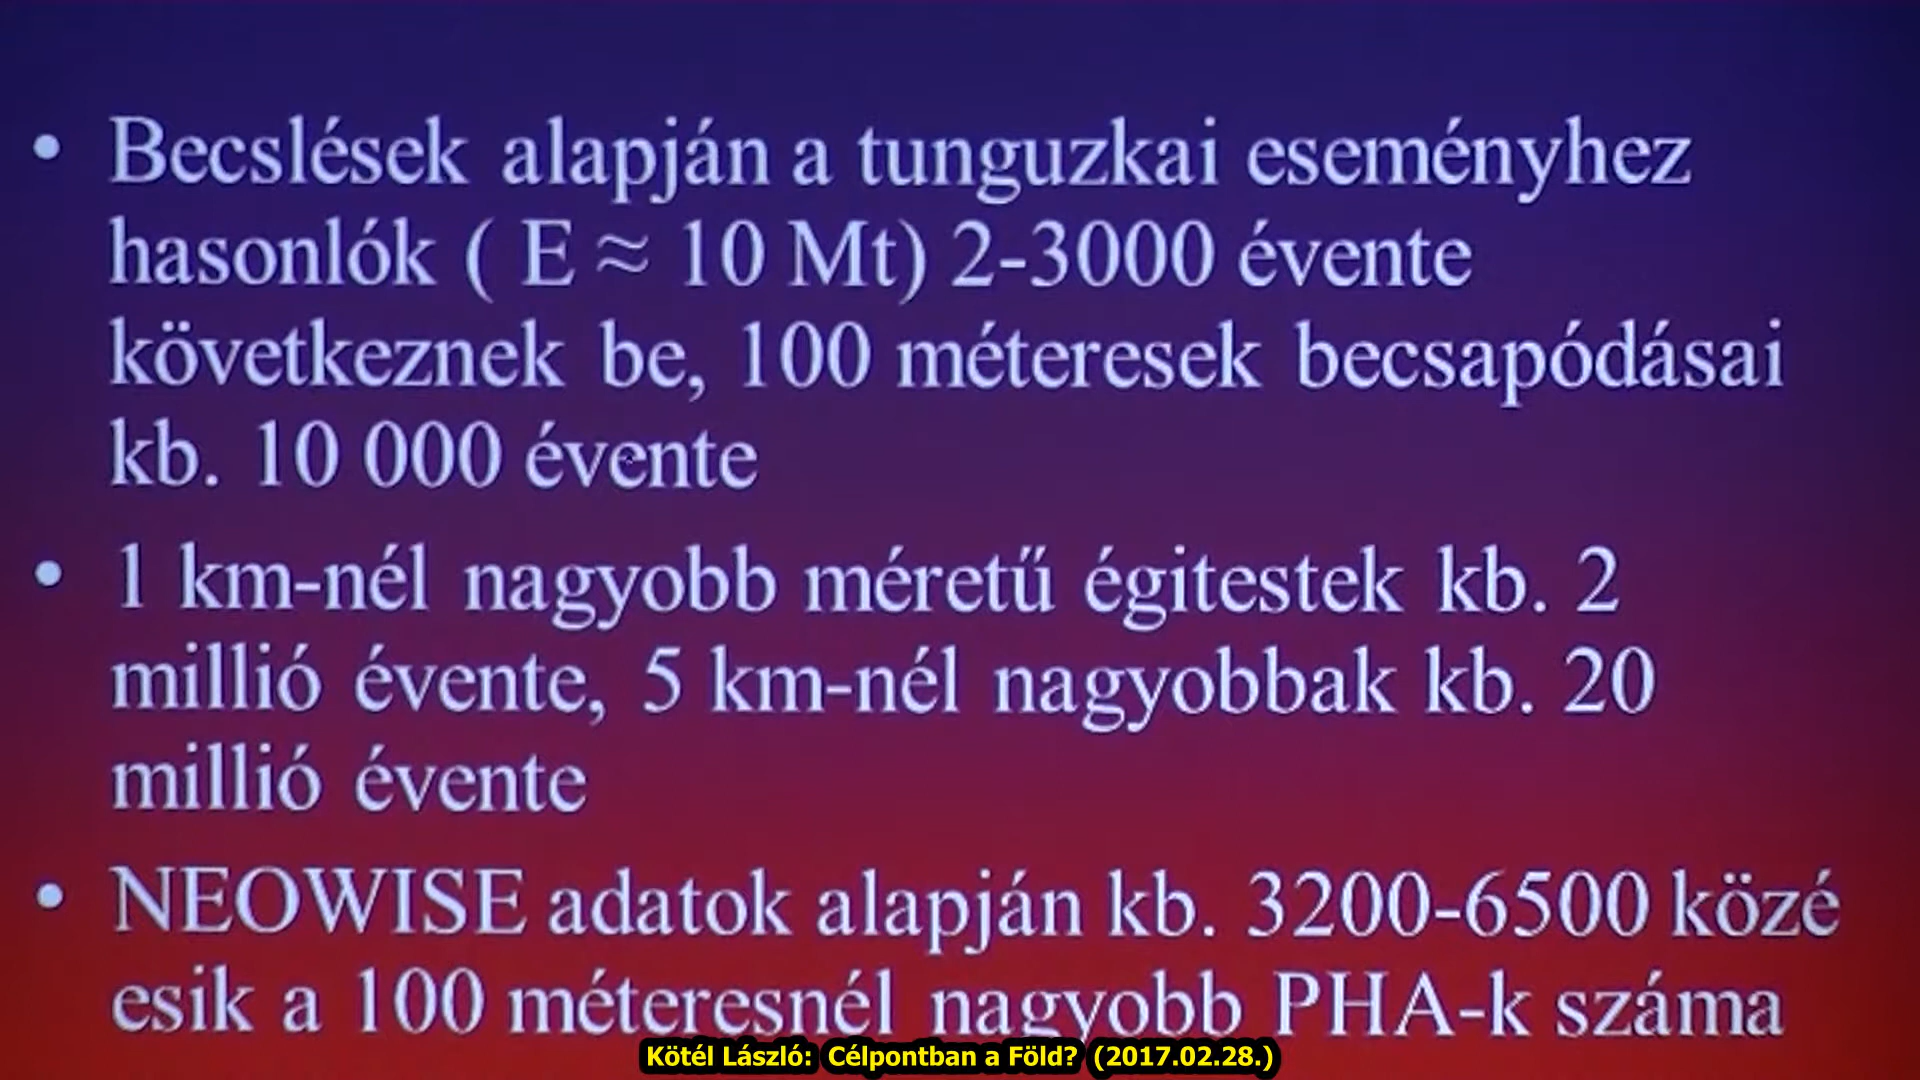 • Becslések alapján a tunguzkai eseményhez
hasonlók ( E ≈ 10 Mt) 2-3000 évente
következnek be, 100 méteresek becsapódásai
kb. 10 000 évente
• 1 km-nél nagyobb méretű égitestek kb. 2
millió évente, 5 km-nél nagyobbak kb. 20
millió évente
• NEOWISE adatok alapján kb. 3200-6500 közé
esik a 100 méteresnél nagyobb PHA-k száma
Kötél László: Célpontban a Föld? (2017.02.28.)